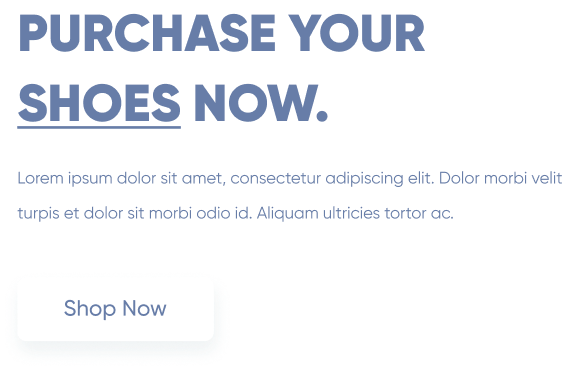 PURCHASE YOUR
SHOES NOW.
Lorem ipsum dolor sit amet, consectetur adipiscing elit. Dolor morbi velit
turpis et dolor sit morbi odio id. Aliquam ultricies tortor ac.
Shop Now